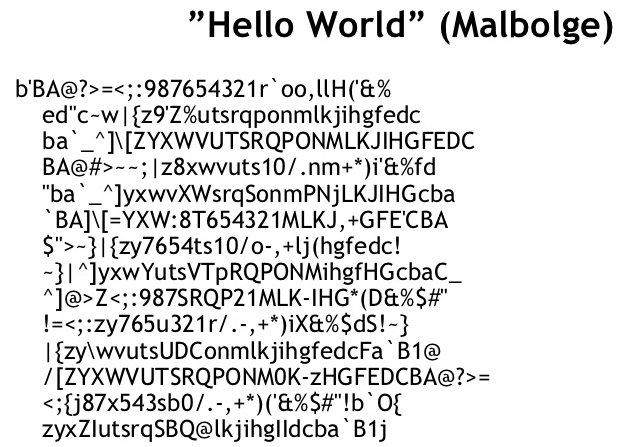 ”Hello World” (Malbolge)
b'BA@?>=<;:987654321r`oo,llH('&%
ed"c~w|{z9'Z%utsrqponmlkjihgfedc
ba`_^]\[ZYXWVUTSRQPONMLKJIHGFEDC
BA@#>~~;|z8xwvuts10/.nm+*)i'&%fd
"ba`_^]yxwvXWsrqSonmPNjLKJIHGcba
`BA]\[=YXW:8T654321MLKJ,+GFE'CBA
$">~}|{zy7654ts10/o-,+lj(hgfedc!
~}|^]yxwYutsVTpRQPONMihgfHGcbaC_
^]@>Z<;:987SRQP21MLK-IHG*(D&%$#"
!=<;:zy765u321r/.-,+*)iX&%$dS!~}
|{zy\wvutsUDConmlkjihgfedcFa`B1@
/[ZYXWVUTSRQPONM0K-zHGFEDCBA@?>=
<;{j87x543sb0/.-,+*)('&%$#"!b`O{
zyxZIutsrqSBQ@lkjihgIIdcba`B1j